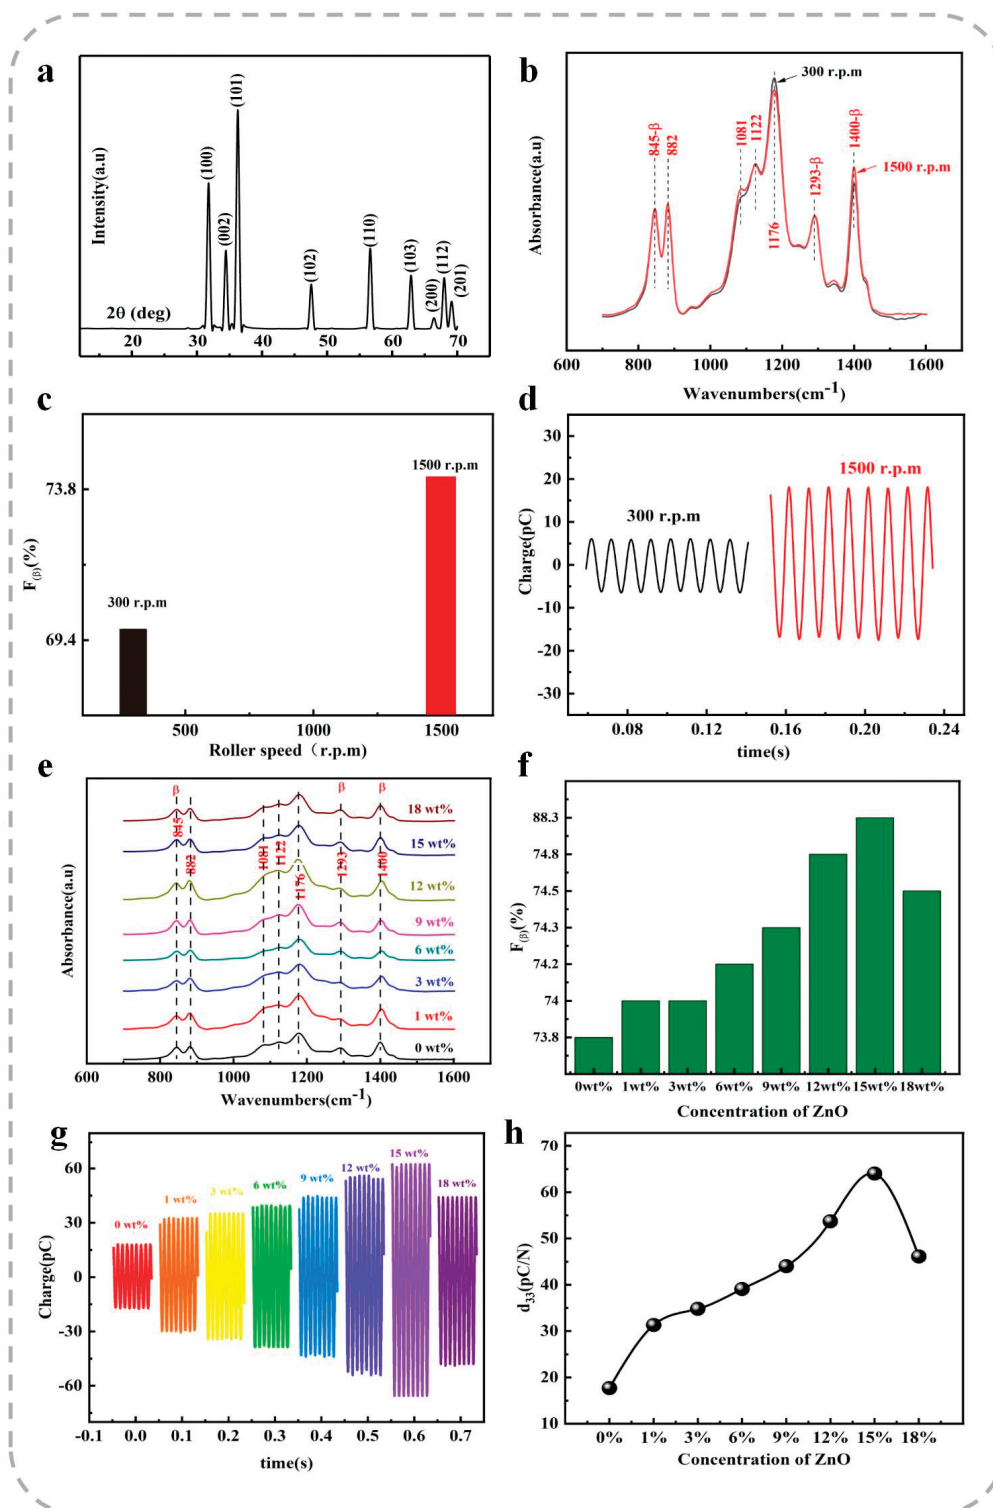 a
Intensity(a.u)
(100)
(002)
(101)
(102)
(110)
(103)
(200)
(112)
(201)
2θ (deg)
20 30 40 50 60 70
b
Absorbance(a.u)
845-β
882
1081
1122
1176
300 r.p.m
1293-β
1400-β
1500 r.p.m
600 800 1000 1200 1400 1600
Wavenumbers(cm⁻¹)
c
F(β)(%)
73.8
69.4
300 r.p.m
1500 r.p.m
500 1000 1500
Roller speed（r.p.m)
d
Charge(pC)
30
20
10
0
-10
-20
-30
300 r.p.m
1500 r.p.m
0.08 0.12 0.16 0.20 0.24
time(s)
e
Absorbance(a.u)
β β β
845
882
1081
1122
1176
1293
1400
18 wt%
15 wt%
12 wt%
9 wt%
6 wt%
3 wt%
1 wt%
0 wt%
600 800 1000 1200 1400 1600
Wavenumbers(cm⁻¹)
f
F(β)(%)
88.3
74.8
74.5
74.3
74.2
74
73.8
0wt% 1wt% 3wt% 6wt% 9wt% 12wt% 15wt% 18wt%
Concentration of ZnO
g
Charge(pC)
60
30
0
-30
-60
0 wt%
1 wt%
3 wt%
6 wt%
9 wt%
12 wt%
15 wt%
18 wt%
-0.1 0.0 0.1 0.2 0.3 0.4 0.5 0.6 0.7
time(s)
h
d₃₃(pC/N)
70
60
50
40
30
20
10
0% 1% 3% 6% 9% 12% 15% 18%
Concentration of ZnO